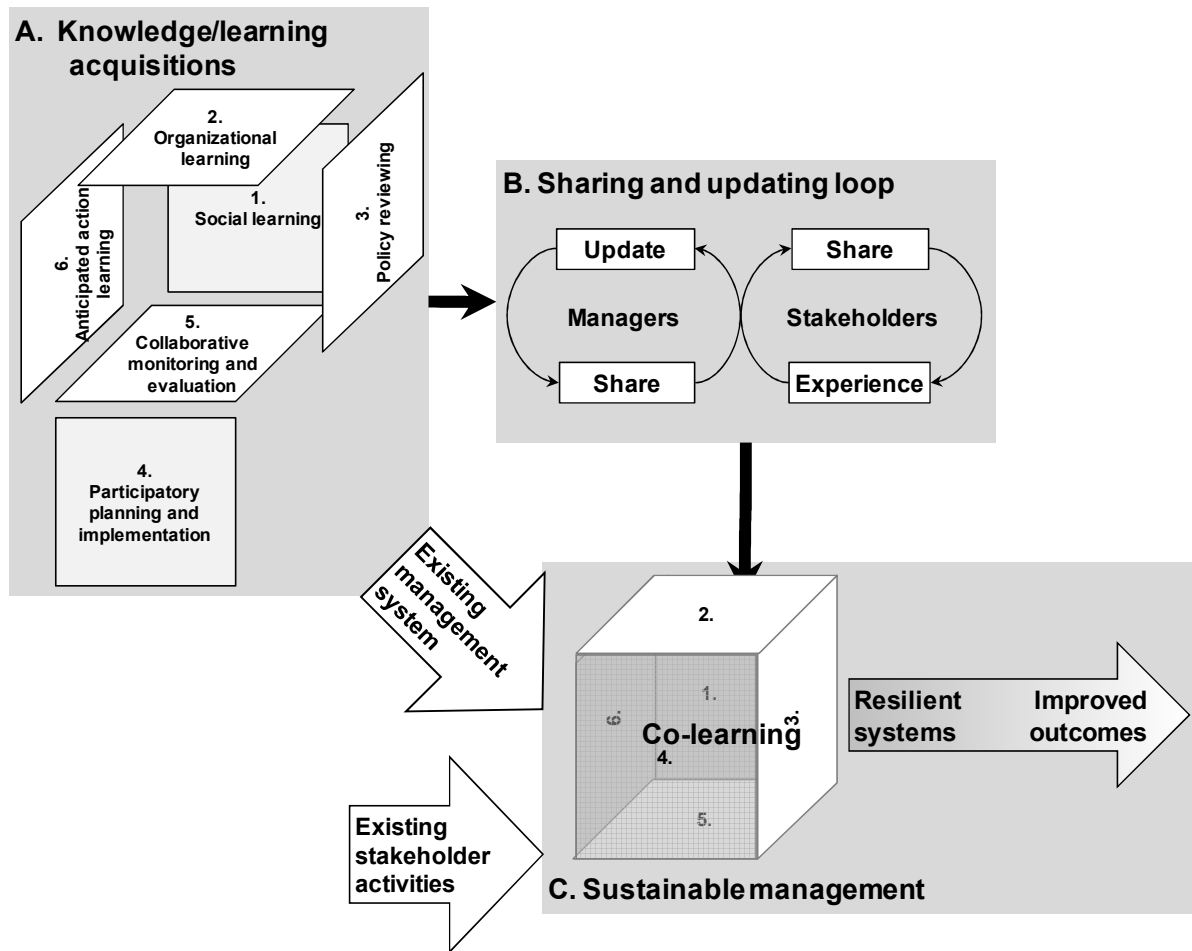 A. Knowledge/learning
acquisitions
2.
Organizational
learning
1.
Social learning
3.
Policy reviewing
6.
Anticipated action
learning
5.
Collaborative
monitoring and
evaluation
4.
Participatory
planning and
implementation
B. Sharing and updating loop
Update
Share
Managers
Stakeholders
Share
Experience
Existing
management
system
2.
1.
6.
Co-learning
3.
4.
5.
Resilient
systems
Improved
outcomes
Existing
stakeholder
activities
C. Sustainable management